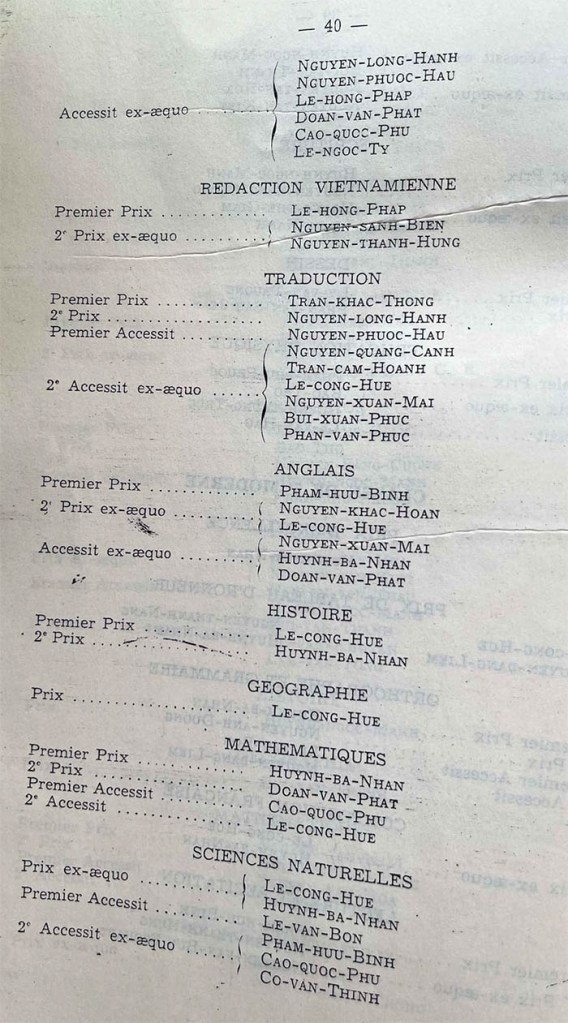 — 40 —
NGUYEN-LONG-HANH
NGUYEN-PHUOC-HAU
LE-HONG-PHAP
Accessit ex-æquo .......... DOAN-VAN-PHAT
CAO-QUOC-PHU
LE-NGOC-TY
REDACTION VIETNAMIENNE
Premier Prix ............. LE-HONG-PHAP
2e Prix ex-æquo .......... NGUYEN-SANH-BIEN
NGUYEN-THANH-HUNG
TRADUCTION
Premier Prix ............. TRAN-KHAC-THONG
2e Prix .................. NGUYEN-LONG-HANH
Premier Accessit ......... NGUYEN-PHUOC-HAU
NGUYEN-QUANG-CANH
TRAN-CAM-HOANH
2e Accessit ex-æquo ...... LE-CONG-HUE
NGUYEN-XUAN-MAI
BUI-XUAN-PHUC
PHAN-VAN-PHUC
ANGLAIS
Premier Prix ............. PHAM-HUU-BINH
2e Prix ex-æquo .......... NGUYEN-KHAC-HOAN
LE-CONG-HUE
NGUYEN-XUAN-MAI
Accessit ex-æquo ......... HUYNH-BA-NHAN
DOAN-VAN-PHAT
HISTOIRE
Premier Prix ............. LE-CONG-HUE
2e Prix .................. HUYNH-BA-NHAN
GEOGRAPHIE
Prix ..................... LE-CONG-HUE
MATHEMATIQUES
Premier Prix ............. HUYNH-BA-NHAN
2e Prix .................. DOAN-VAN-PHAT
Premier Accessit ......... CAO-QUOC-PHU
2e Accessit .............. LE-CONG-HUE
SCIENCES NATURELLES
Prix ex-æquo ............. LE-CONG-HUE
HUYNH-BA-NHAN
Premier Accessit ......... LE-VAN-BON
2e Accessit ex-æquo ...... PHAM-HUU-BINH
CAO-QUOC-PHU
CO-VAN-THINH